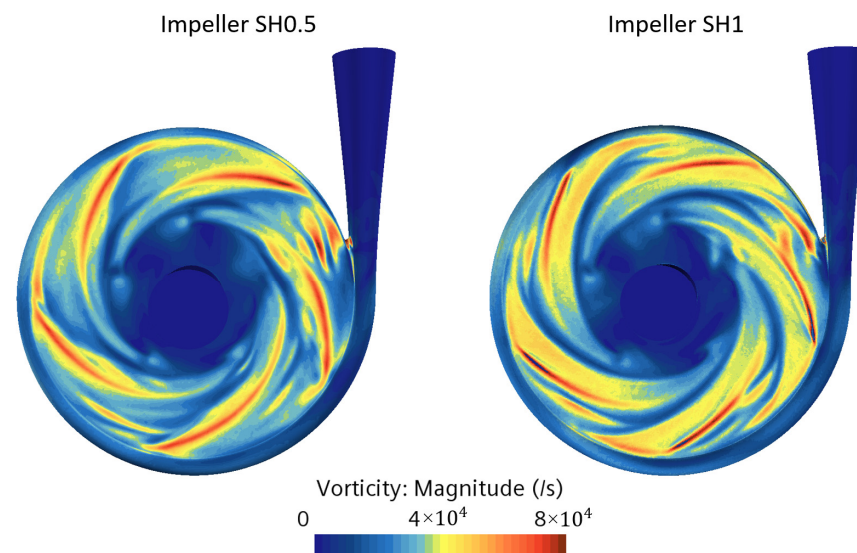 Impeller SH0.5
Impeller SH1
Vorticity: Magnitude (/s)
0 4×10⁴ 8×10⁴